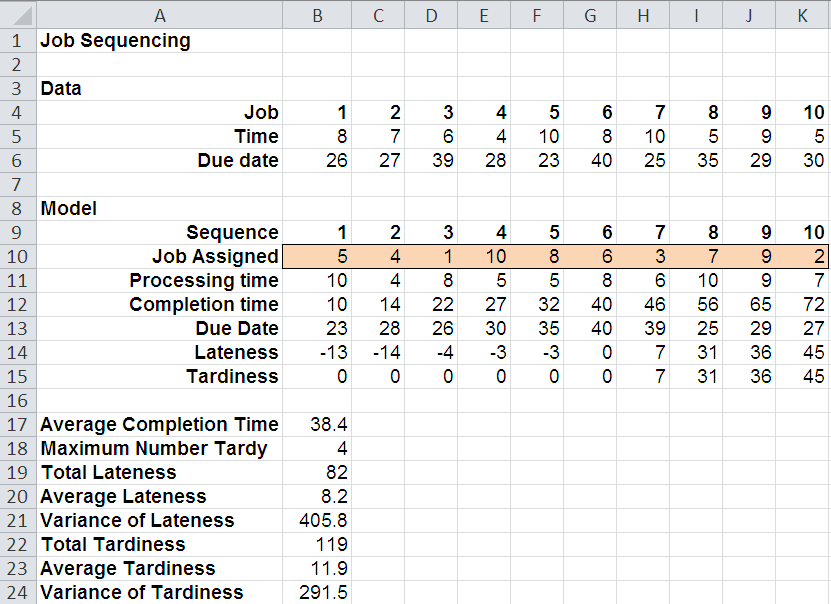 A B C D E F G H I J K
1 Job Sequencing
2
3 Data
4 Job 1 2 3 4 5 6 7 8 9 10
5 Time 8 7 6 4 10 8 10 5 9 5
6 Due date 26 27 39 28 23 40 25 35 29 30
7
8 Model
9 Sequence 1 2 3 4 5 6 7 8 9 10
10 Job Assigned 5 4 1 10 8 6 3 7 9 2
11 Processing time 10 4 8 5 5 8 6 10 9 7
12 Completion time 10 14 22 27 32 40 46 56 65 72
13 Due Date 23 28 26 30 35 40 39 25 29 27
14 Lateness -13 -14 -4 -3 -3 0 7 31 36 45
15 Tardiness 0 0 0 0 0 0 7 31 36 45
16
17 Average Completion Time 38.4
18 Maximum Number Tardy 4
19 Total Lateness 82
20 Average Lateness 8.2
21 Variance of Lateness 405.8
22 Total Tardiness 119
23 Average Tardiness 11.9
24 Variance of Tardiness 291.5